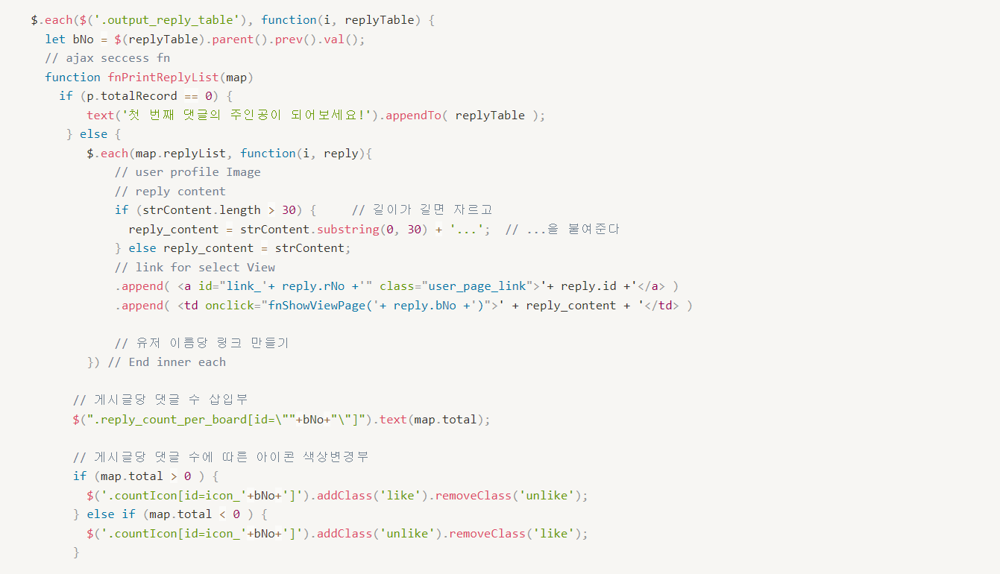 $.each($('.output_reply_table'), function(i, replyTable) {
let bNo = $(replyTable).parent().prev().val();
// ajax seccess fn
function fnPrintReplyList(map)
if (p.totalRecord == 0) {
text('첫 번째 댓글의 주인공이 되어보세요!').appendTo( replyTable );
} else {
$.each(map.replyList, function(i, reply){
// user profile Image
// reply content
if (strContent.length > 30) {     // 길이가 길면 자르고
reply_content = strContent.substring(0, 30) + '...';  // ...을 붙여준다
} else reply_content = strContent;
// link for select View
.append( <a id="link_'+ reply.rNo +'" class="user_page_link">'+ reply.id +'</a> )
.append( <td onclick="fnShowViewPage('+ reply.bNo +')">' + reply_content + '</td> )
// 유저 이름당 링크 만들기
}) // End inner each
// 게시글당 댓글 수 삽입부
$(".reply_count_per_board[id=\""+bNo+"\"]").text(map.total);
// 게시글당 댓글 수에 따른 아이콘 색상변경부
if (map.total > 0 ) {
$('.countIcon[id=icon_'+bNo+']').addClass('like').removeClass('unlike');
} else if (map.total < 0 ) {
$('.countIcon[id=icon_'+bNo+']').addClass('unlike').removeClass('like');
}